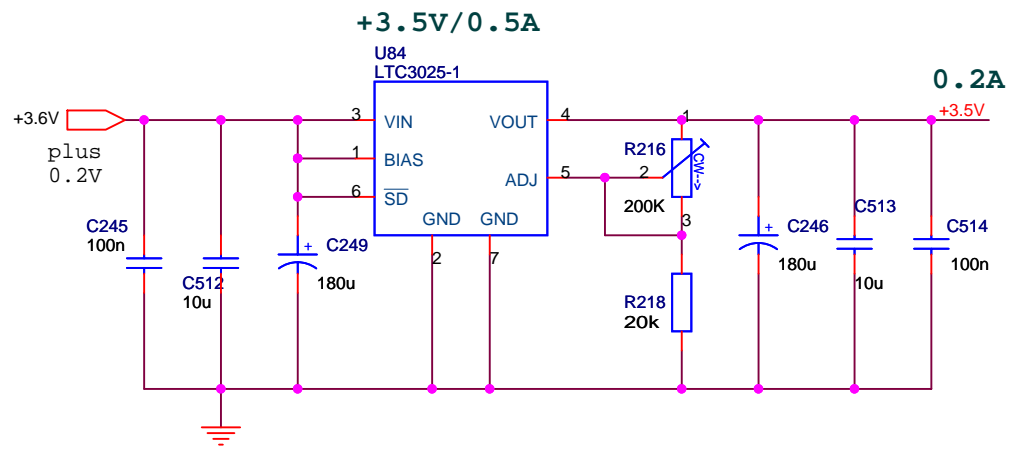 +3.5V/0.5A
U84
LTC3025-1
0.2A
+3.5V
+3.6V
plus
0.2V
3
VIN
VOUT
4
1
1
BIAS
R216
2
CW-->
ADJ
5
6
SD
200K
3
GND
GND
C245
100n
C512
10u
C249
180u
2
7
C246
180u
C513
10u
C514
100n
R218
20k
+
+